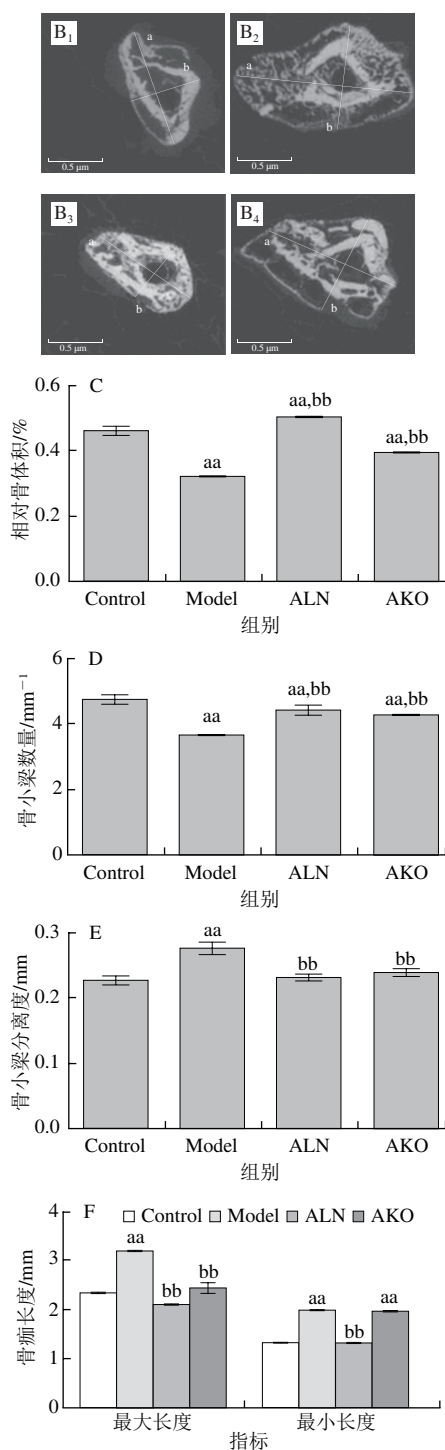 B1
a
b
0.5 μm
B2
a
b
0.5 μm
B3
a
b
0.5 μm
B4
a
b
0.5 μm
C
相对骨体积/%
0.6
0.4
0.2
0.0
aa
aa,bb
aa,bb
Control Model ALN AKO
组别
D
骨小梁数量/mm⁻¹
6
4
2
0
aa
aa,bb
aa,bb
Control Model ALN AKO
组别
E
骨小梁分离度/mm
0.3
0.2
0.1
0.0
aa
bb
bb
Control Model ALN AKO
组别
F
骨痂长度/mm
4
3
2
1
0
Control Model ALN AKO
aa
bb
bb
aa
bb
aa
最大长度 最小长度
指标